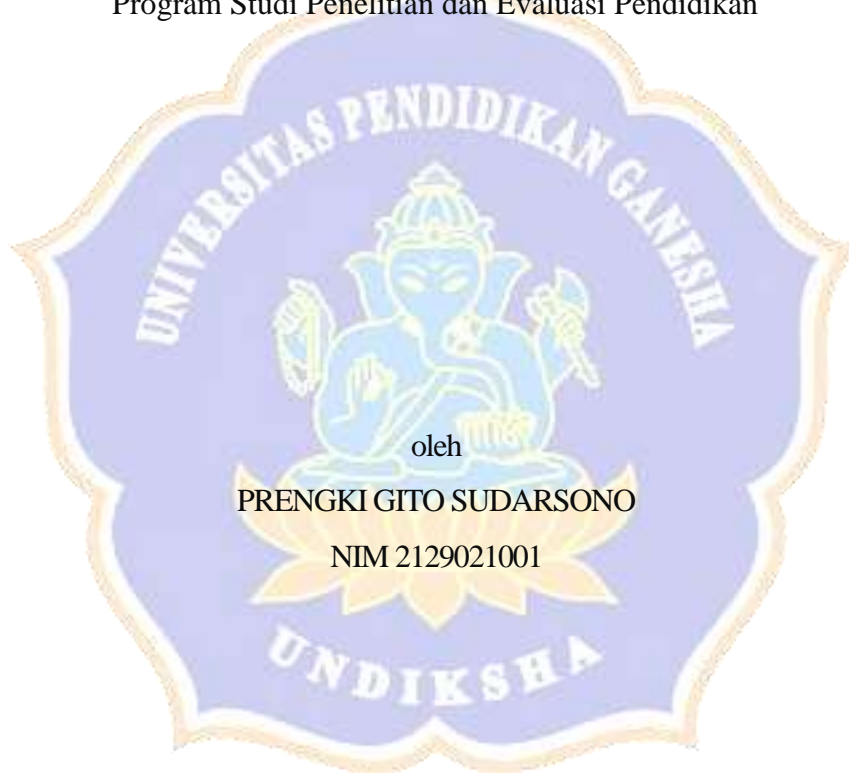 Program Studi Penelitian dan Evaluasi Pendidikan
UNIVERSITAS PENDIDIKAN GANESHA
oleh
PRENGKI GITO SUDARSONO
NIM 2129021001
UNDIKSHA